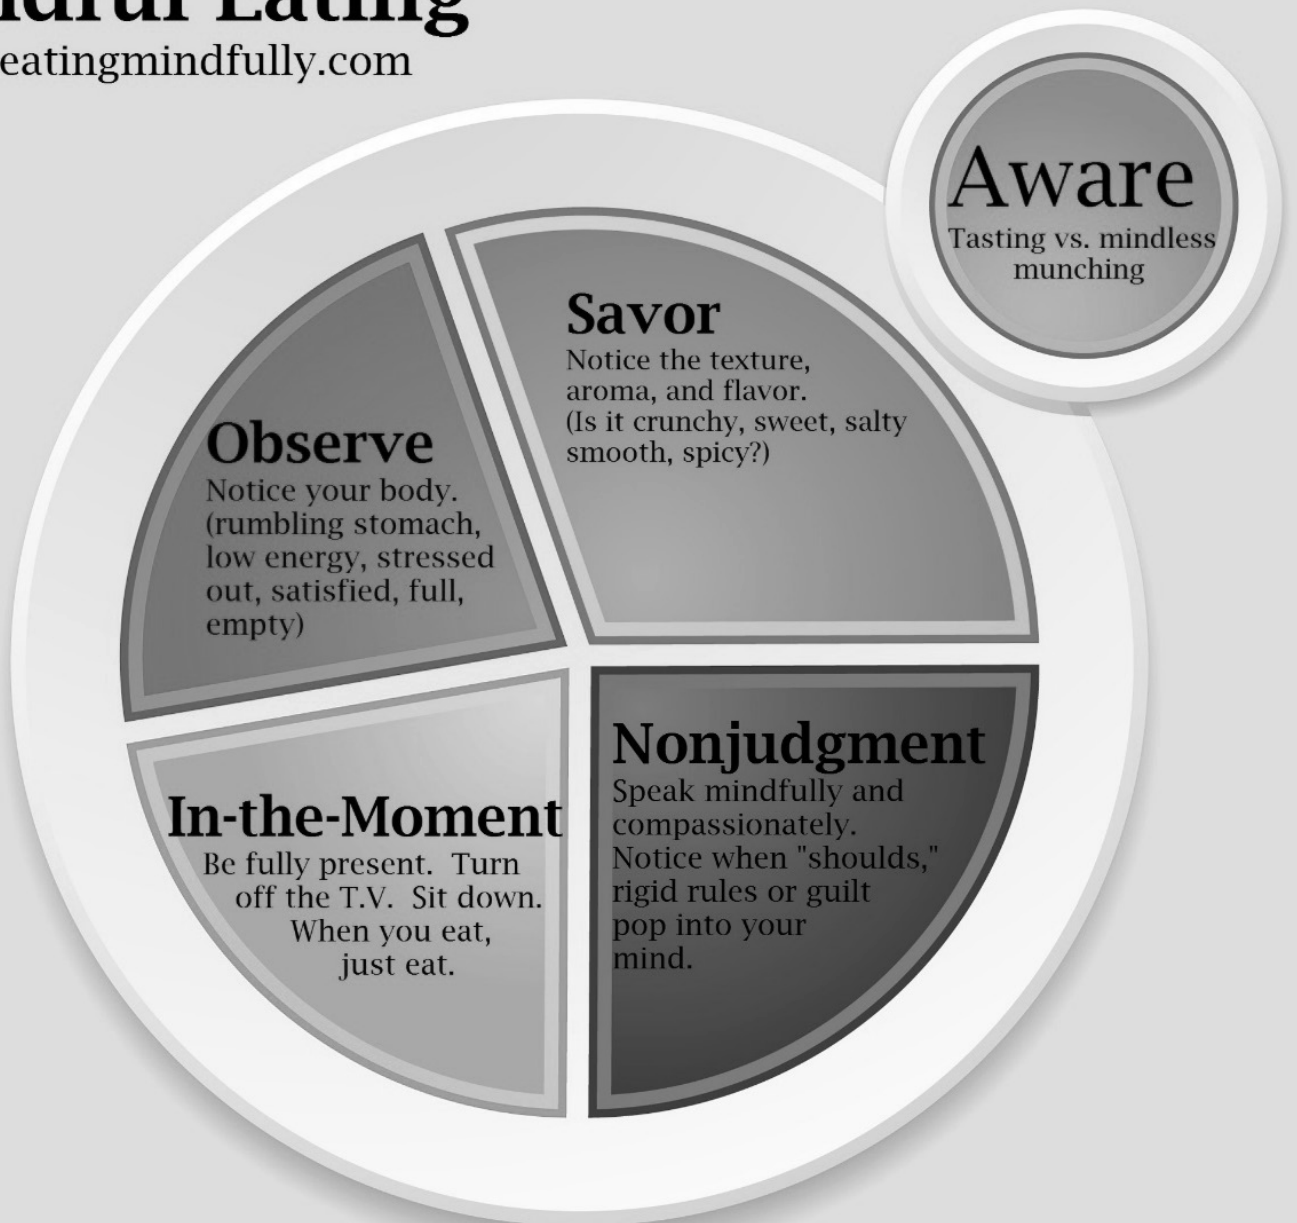 Eating
eatingmindfully.com
Aware
Tasting vs. mindless
munching
Savor
Notice the texture,
aroma, and flavor.
(Is it crunchy, sweet, salty
smooth, spicy?)
Observe
Notice your body.
(rumbling stomach,
low energy, stressed
out, satisfied, full,
empty)
Nonjudgment
Speak mindfully and
compassionately.
Notice when "shoulds,"
rigid rules or guilt
pop into your
mind.
In-the-Moment
Be fully present.  Turn
off the T.V.  Sit down.
When you eat,
just eat.